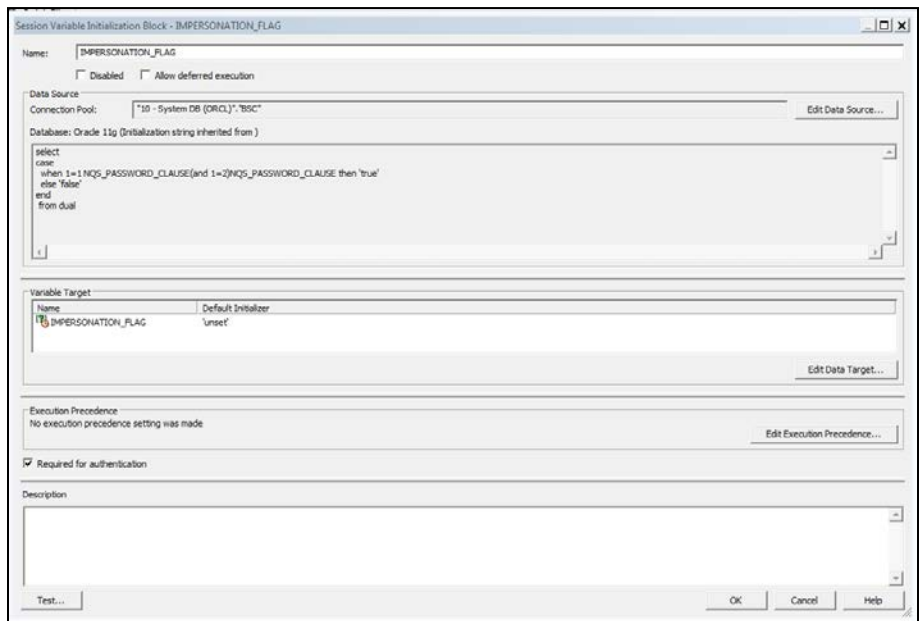 Session Variable Initialization Block - IMPERSONATION_FLAG
Name: IMPERSONATION_FLAG
Disabled Allow deferred execution
Data Source
Connection Pool: "10 - System DB (ORCL)"."BSC" Edit Data Source...
Database: Oracle 11g (Initialization string inherited from )
select
case
when 1=1 NQS_PASSWORD_CLAUSE(and 1=2)NQS_PASSWORD_CLAUSE then 'true'
else 'false'
end
from dual
Variable Target
Name Default Initializer
IMPERSONATION_FLAG 'unset'
Edit Data Target...
Execution Precedence
No execution precedence setting was made
Edit Execution Precedence...
Required for authentication
Description
Test... OK Cancel Help